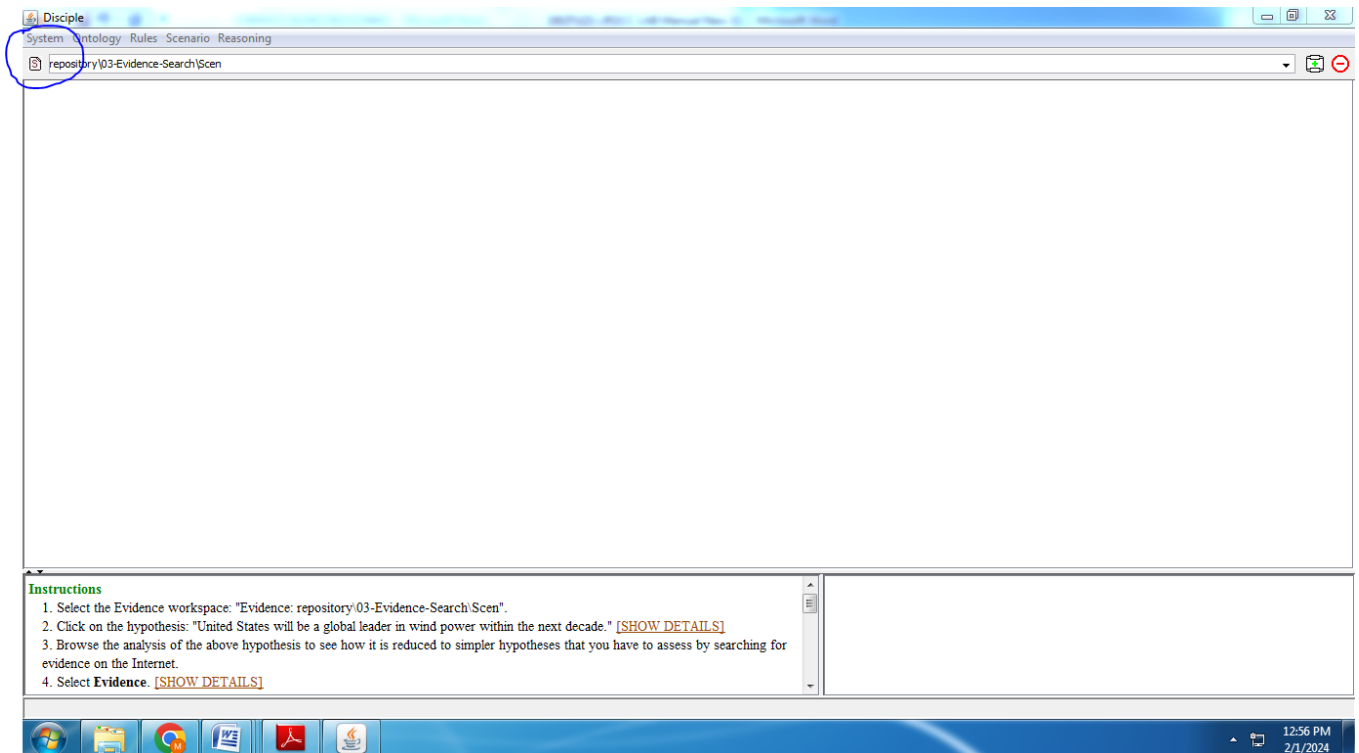 Disciple
System Ontology Rules Scenario Reasoning
S repository\03-Evidence-Search\Scen
Instructions
1. Select the Evidence workspace: "Evidence: repository\03-Evidence-Search\Scen".
2. Click on the hypothesis: "United States will be a global leader in wind power within the next decade." [SHOW DETAILS]
3. Browse the analysis of the above hypothesis to see how it is reduced to simpler hypotheses that you have to assess by searching for
evidence on the Internet.
4. Select Evidence. [SHOW DETAILS]
M W
12:56 PM
2/1/2024